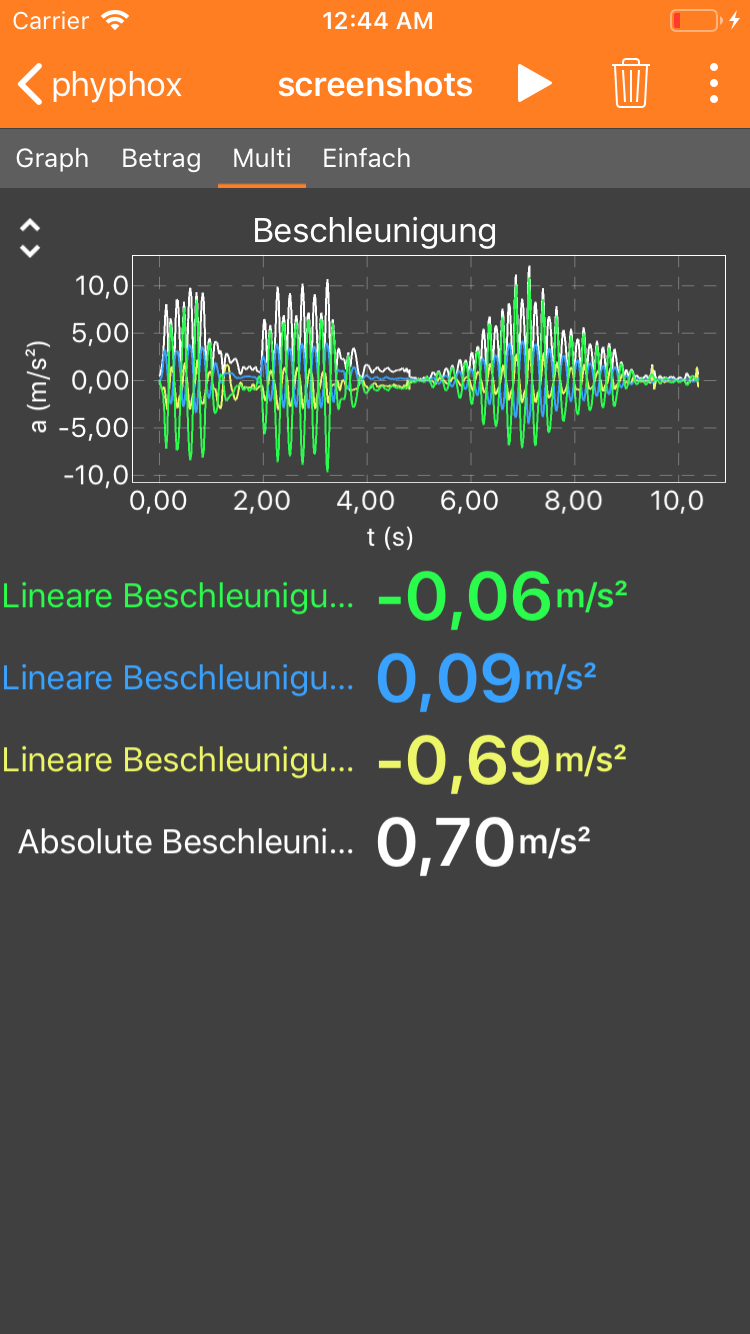 Carrier 12:44 AM
phyphox screenshots
Graph Betrag Multi Einfach
Beschleunigung
10,0
5,00
0,00
-5,00
-10,0
a (m/s²)
0,00 2,00 4,00 6,00 8,00 10,0
t (s)
Lineare Beschleunigu... -0,06 m/s²
Lineare Beschleunigu... 0,09 m/s²
Lineare Beschleunigu... -0,69 m/s²
Absolute Beschleuni... 0,70 m/s²